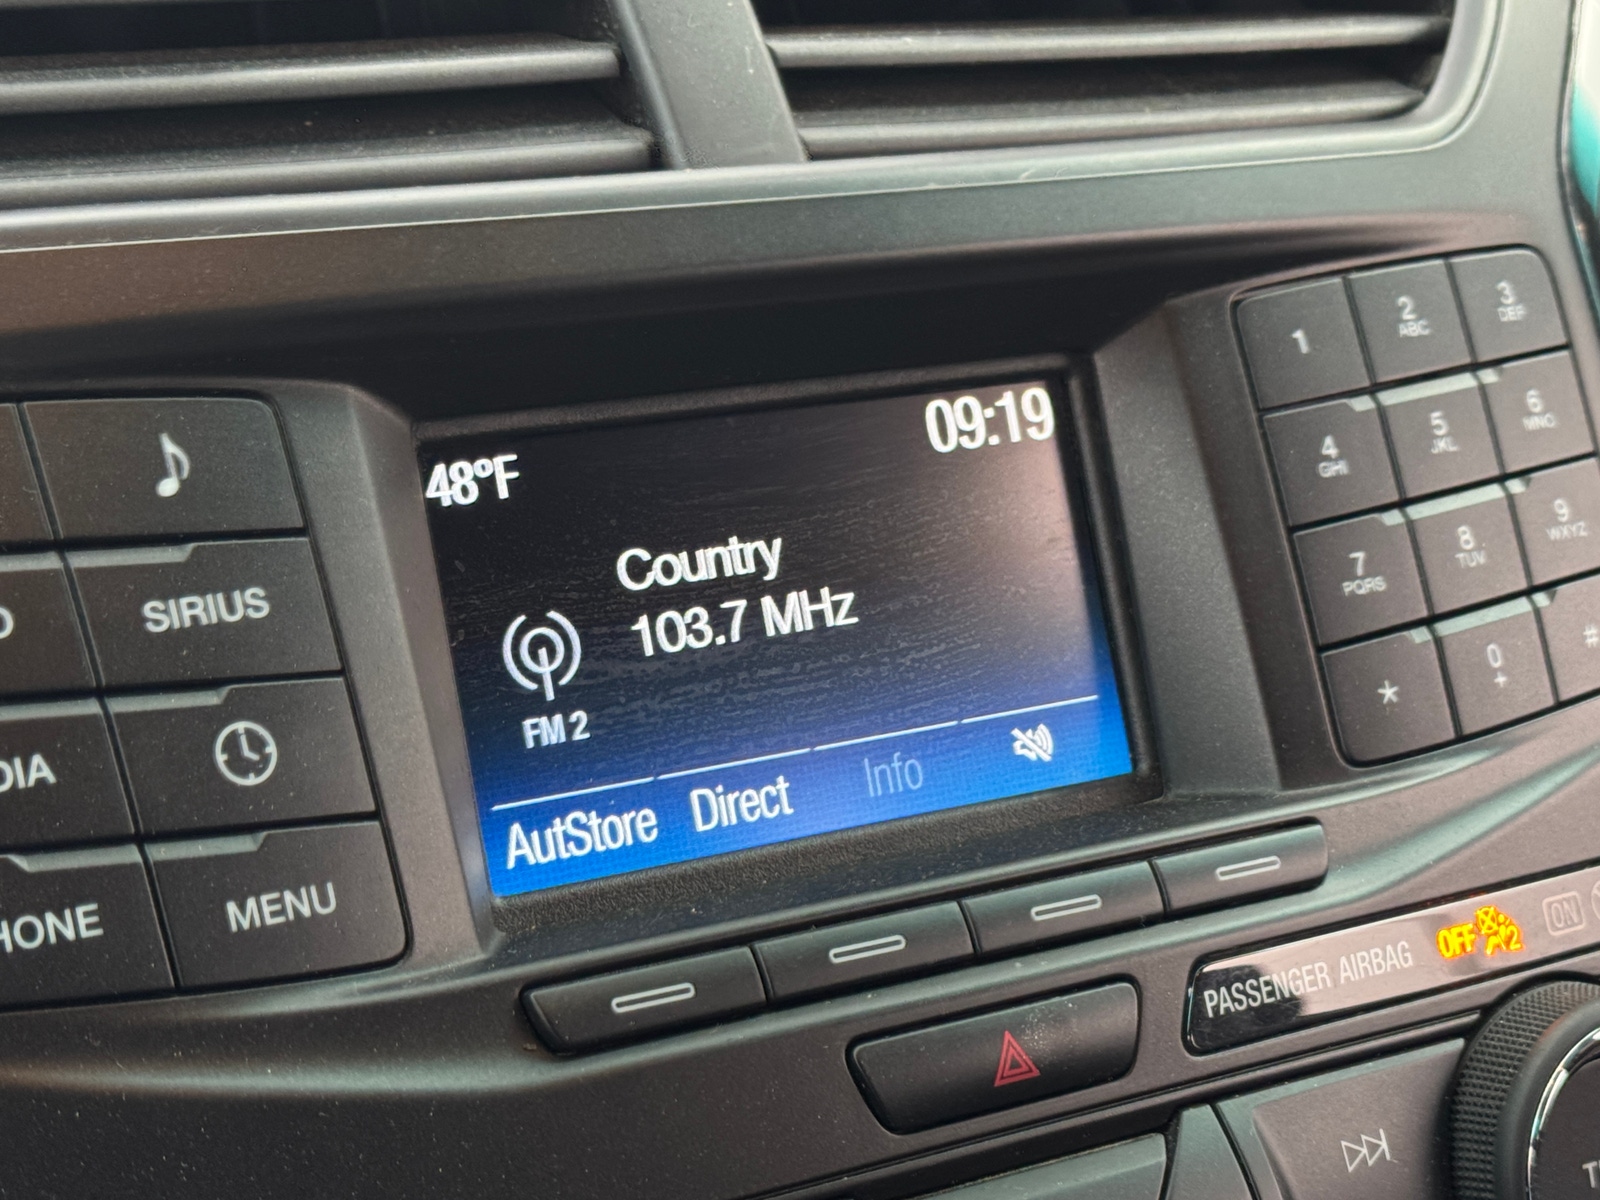 09:19
48°F
Country
103.7 MHz
FM 2
AutStore Direct Info
SIRIUS
DIA
HONE
MENU
1
2
ABC
3
DEF
4
GHI
5
JKL
6
MNO
7
PQRS
8
TUV
9
WXYZ
*
0
+
#
PASSENGER AIRBAG OFF 2 ON